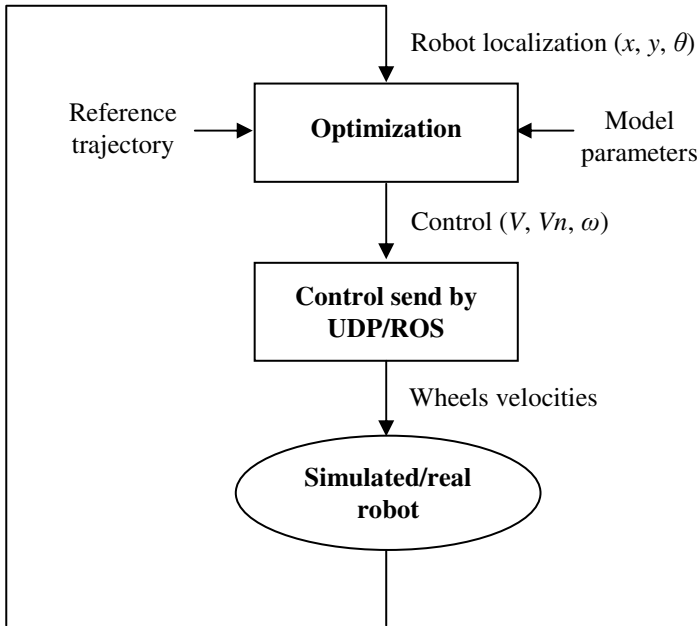 Robot localization (x, y, θ)
Reference
trajectory
Optimization
Model
parameters
Control (V, Vn, ω)
Control send by
UDP/ROS
Wheels velocities
Simulated/real
robot